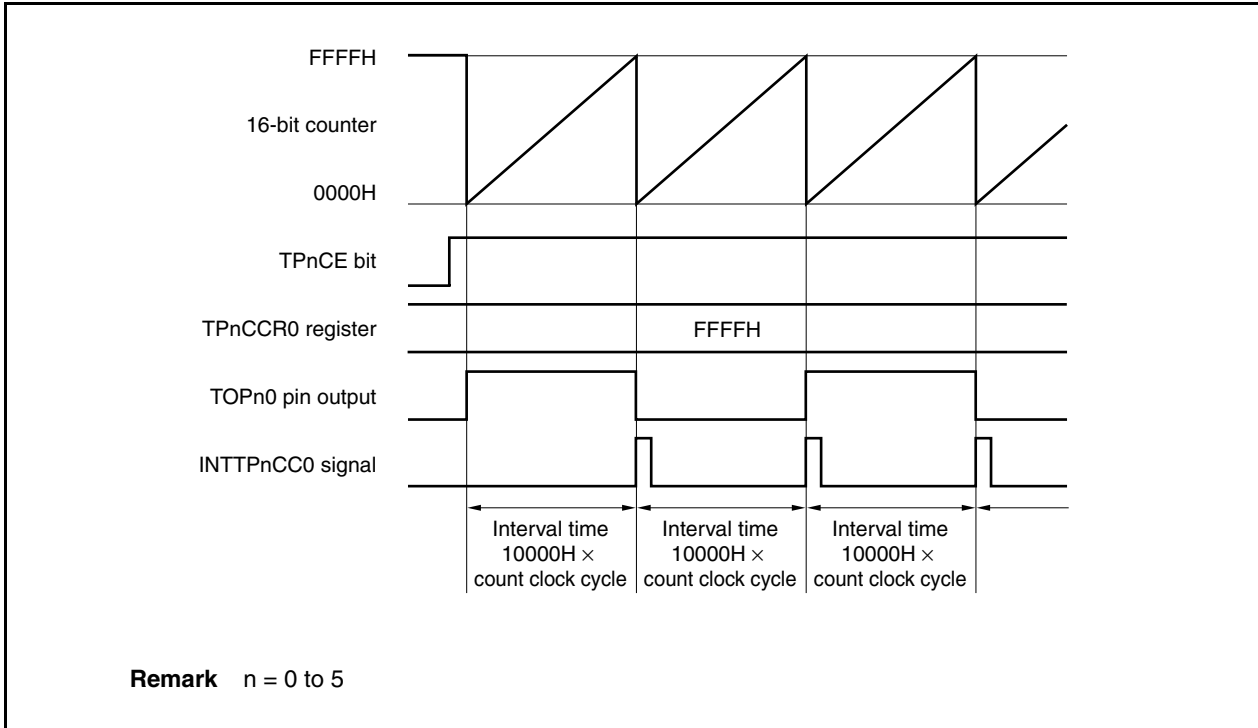 FFFFH
16-bit counter
0000H
TPnCE bit
TPnCCR0 register
FFFFH
TOPn0 pin output
INTTPnCC0 signal
Interval time
10000H ×
count clock cycle
Interval time
10000H ×
count clock cycle
Interval time
10000H ×
count clock cycle
Remark n = 0 to 5